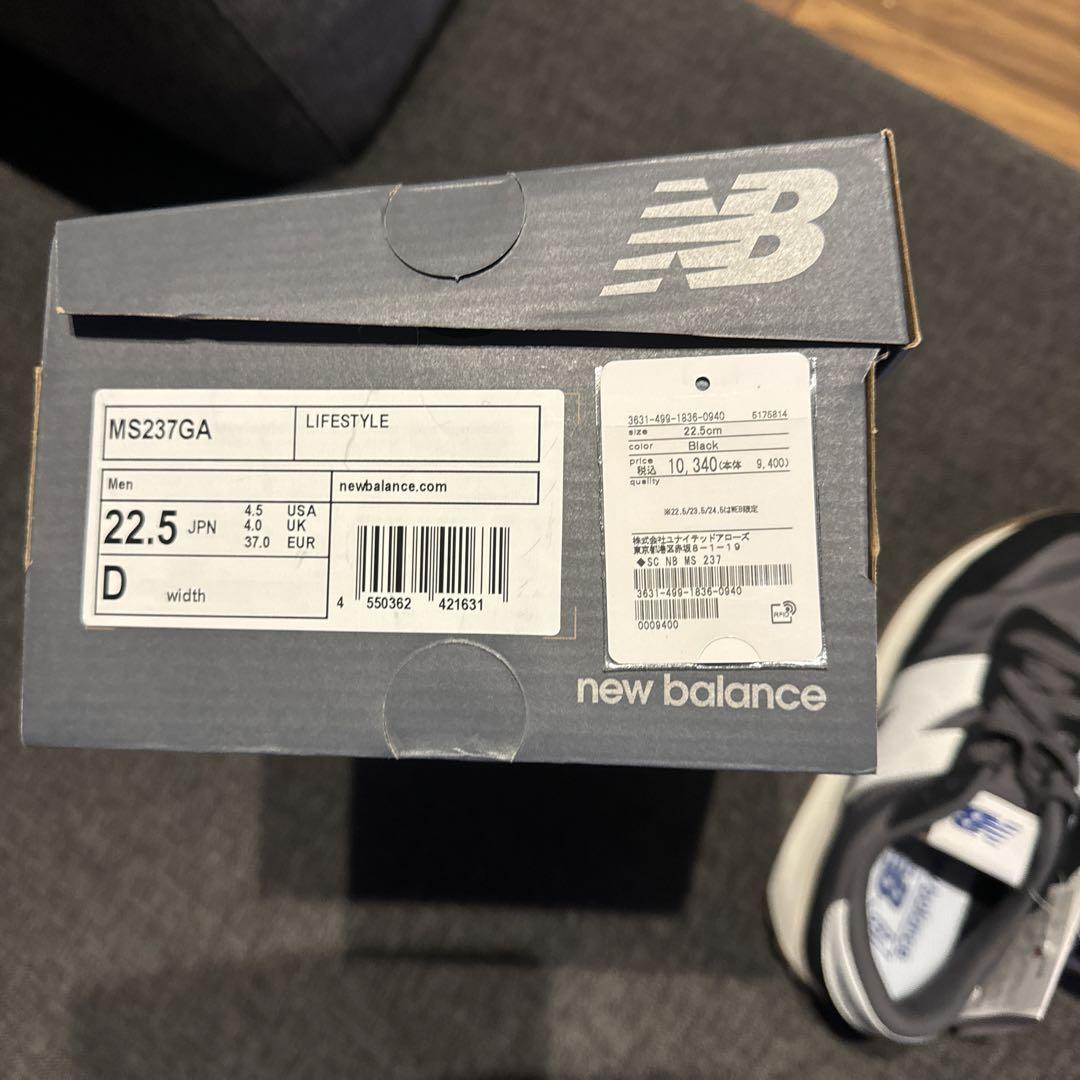 NB
MS237GA
LIFESTYLE
Men
newbalance.com
22.5 JPN
4.5 USA
4.0 UK
37.0 EUR
D width
4 550362 421631
3631-499-1836-0940 5175814
size 22.5cm
color Black
price
税込 10,340(本体 9,400)
quality
※22.5/23.5/24.5はWEB限定
株式会社ユナイテッドアローズ
東京都港区赤坂8-1-19
◆SC NB MS 237
3631-499-1836-0940
0009400
RFID
new balance
NB
balance